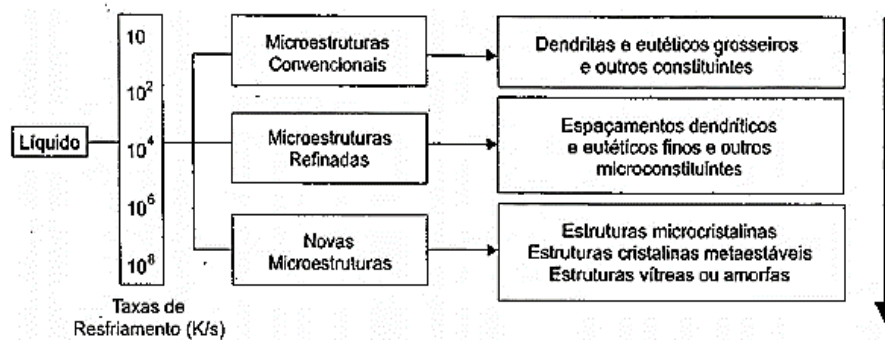 Líquido
10
10²
10⁴
10⁶
10⁸
Taxas de
Resfriamento (K/s)
Microestruturas
Convencionais
Dendritas e eutéticos grosseiros
e outros constituintes
Microestruturas
Refinadas
Espaçamentos dendríticos
e eutéticos finos e outros
microconstituintes
Novas
Microestruturas
Estruturas microcristalinas
Estruturas cristalinas metaestáveis
Estruturas vítreas ou amorfas